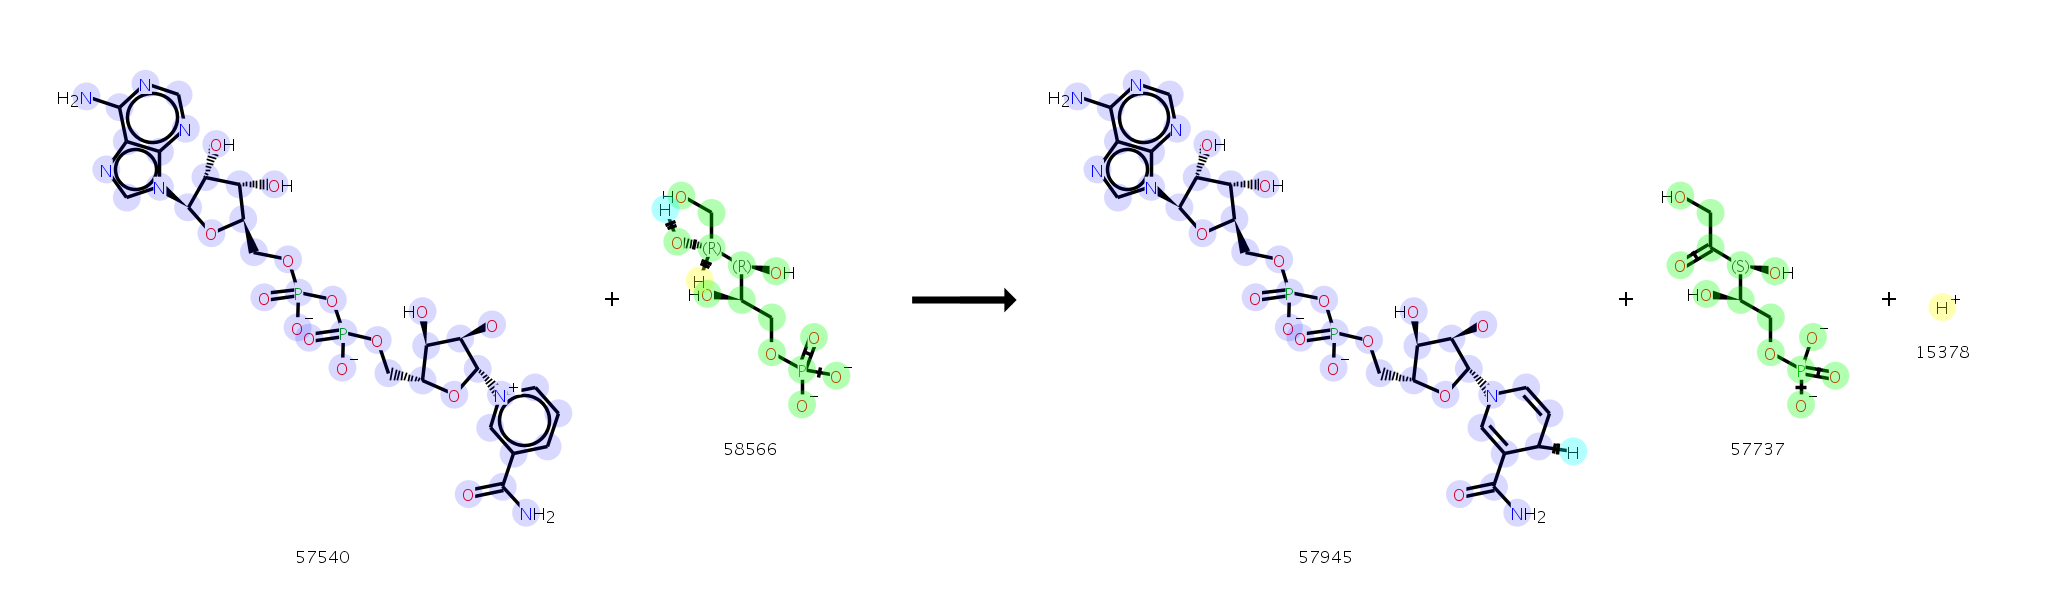 H₂N N N N N OH OH O O O P O O⁻ O O P O⁻ O HO O O N⁺ O NH₂
57540
+
HO H O (R) (R) OH H HO O O P O⁻ O⁻
58566
H₂N N N N N OH OH O O O P O O⁻ O O P O⁻ O HO O O N H O NH₂
57945
+
HO O (S) OH HO O O⁻ P O O⁻
57737
+
H⁺
15378